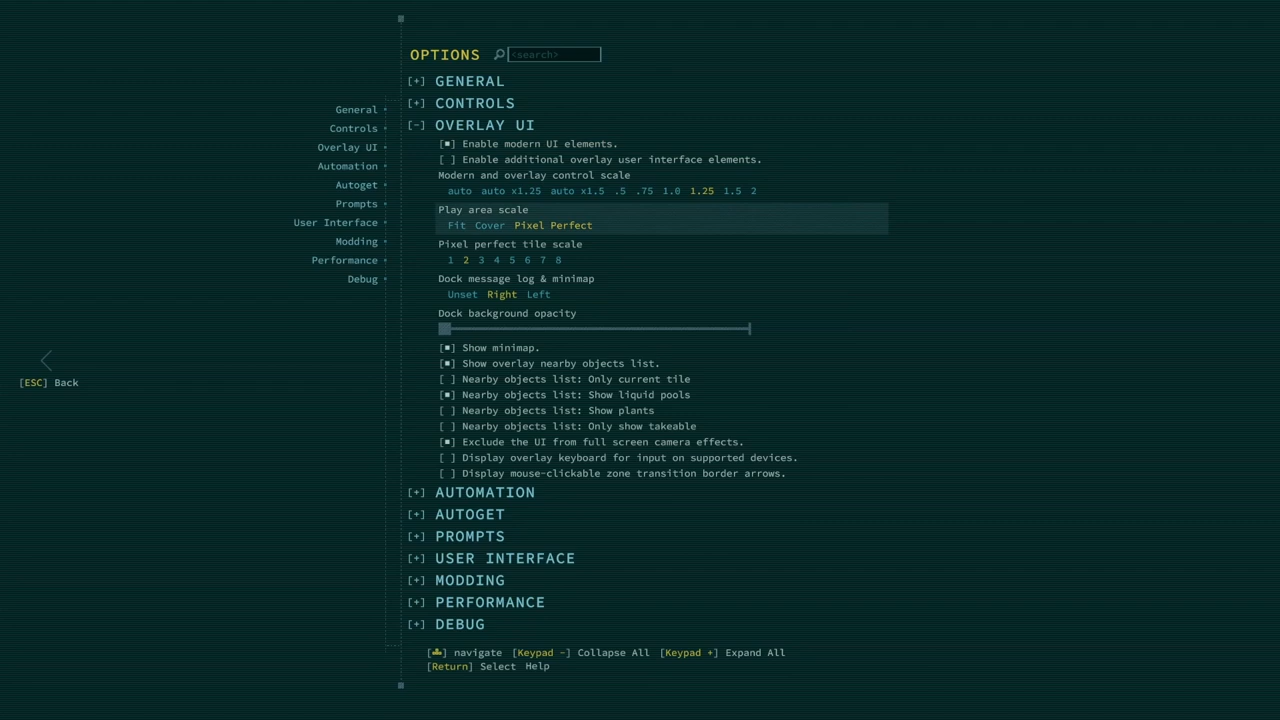 OPTIONS <search>
[+] GENERAL
[+] CONTROLS
[-] OVERLAY UI
[■] Enable modern UI elements.
[ ] Enable additional overlay user interface elements.
Modern and overlay control scale
auto auto x1.25 auto x1.5 .5 .75 1.0 1.25 1.5 2
Play area scale
Fit Cover Pixel Perfect
Pixel perfect tile scale
1 2 3 4 5 6 7 8
Dock message log & minimap
Unset Right Left
Dock background opacity
[■] Show minimap.
[■] Show overlay nearby objects list.
[ ] Nearby objects list: Only current tile
[■] Nearby objects list: Show liquid pools
[ ] Nearby objects list: Show plants
[ ] Nearby objects list: Only show takeable
[■] Exclude the UI from full screen camera effects.
[ ] Display overlay keyboard for input on supported devices.
[ ] Display mouse-clickable zone transition border arrows.
[+] AUTOMATION
[+] AUTOGET
[+] PROMPTS
[+] USER INTERFACE
[+] MODDING
[+] PERFORMANCE
[+] DEBUG
General
Controls
Overlay UI
Automation
Autoget
Prompts
User Interface
Modding
Performance
Debug
[ESC] Back
navigate [Keypad -] Collapse All [Keypad +] Expand All
[Return] Select Help